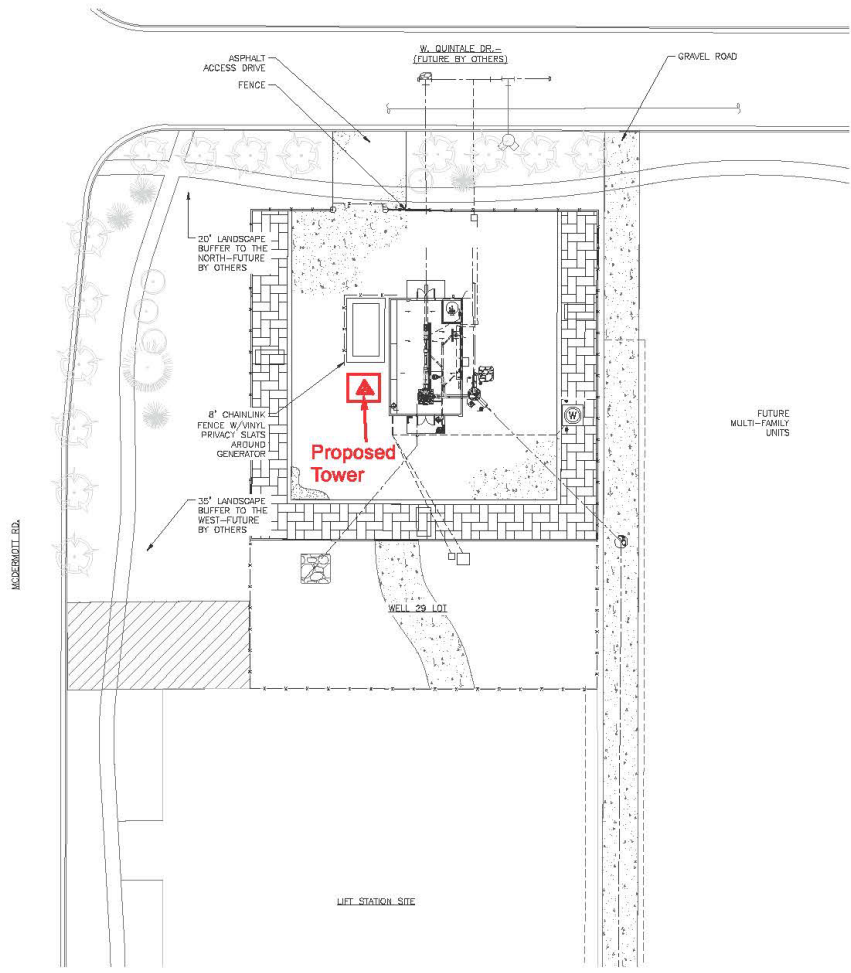 W. QUINTALE DR.-
(FUTURE BY OTHERS)
ASPHALT
ACCESS DRIVE
FENCE
GRAVEL ROAD
20' LANDSCAPE
BUFFER TO THE
NORTH-FUTURE
BY OTHERS
8' CHAINLINK
FENCE W/VINYL
PRIVACY SLATS
AROUND
GENERATOR
Proposed
Tower
W
FUTURE
MULTI-FAMILY
UNITS
35' LANDSCAPE
BUFFER TO THE
WEST-FUTURE
BY OTHERS
MCDERMOTT RD.
WELL 29 LOT
LIFT STATION SITE